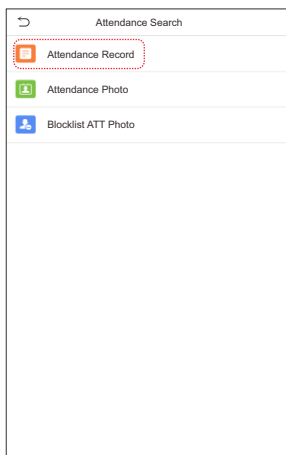 Attendance Search
Attendance Record
Attendance Photo
Blocklist ATT Photo